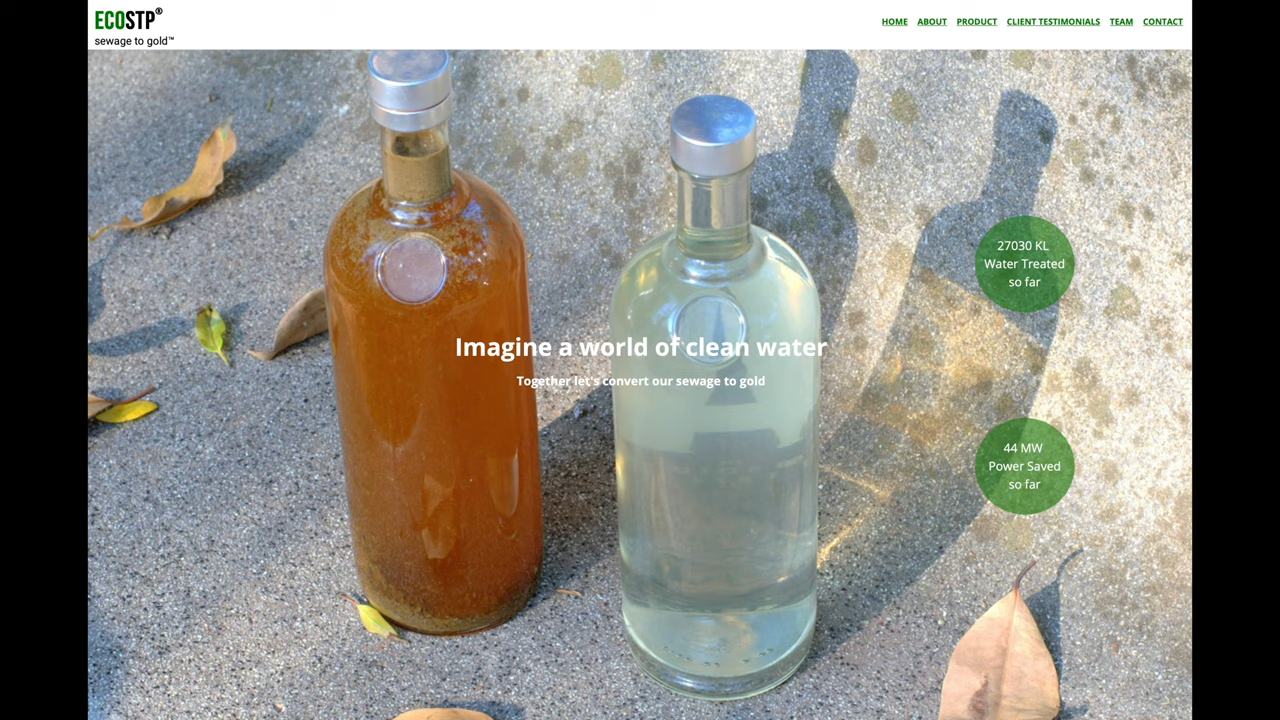 ECOSTP®
sewage to gold™
HOME ABOUT PRODUCT CLIENT TESTIMONIALS TEAM CONTACT
27030 KL
Water Treated
so far
Imagine a world of clean water
Together let's convert our sewage to gold
44 MW
Power Saved
so far